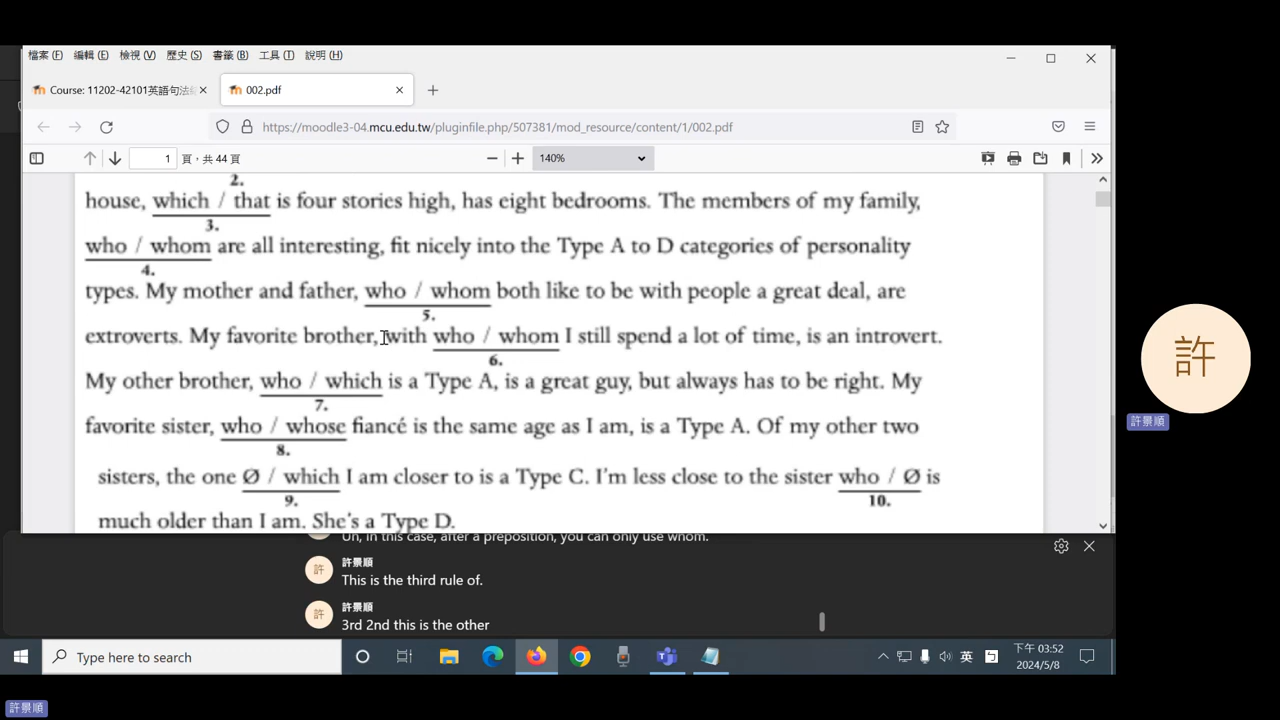 檔案 (F) 編輯 (E) 檢視 (V) 歷史 (S) 書籤 (B) 工具 (T) 說明 (H)
Course: 11202-42101英語句法
002.pdf
https://moodle3-04.mcu.edu.tw/pluginfile.php/507381/mod_resource/content/1/002.pdf
1 頁，共 44 頁
140%
2.
house, which / that is four stories high, has eight bedrooms. The members of my family,
3.
who / whom are all interesting, fit nicely into the Type A to D categories of personality
4.
types. My mother and father, who / whom both like to be with people a great deal, are
5.
extroverts. My favorite brother, with who / whom I still spend a lot of time, is an introvert.
6.
My other brother, who / which is a Type A, is a great guy, but always has to be right. My
7.
favorite sister, who / whose fiancé is the same age as I am, is a Type A. Of my other two
8.
sisters, the one Ø / which I am closer to is a Type C. I'm less close to the sister who / Ø is
9.
10.
much older than I am. She's a Type D.
Uh, in this case, after a preposition, you can only use whom.
許景順
許
This is the third rule of.
許景順
許
3rd 2nd this is the other
許
許景順
Type here to search
英
下午 03:52
2024/5/8
許景順